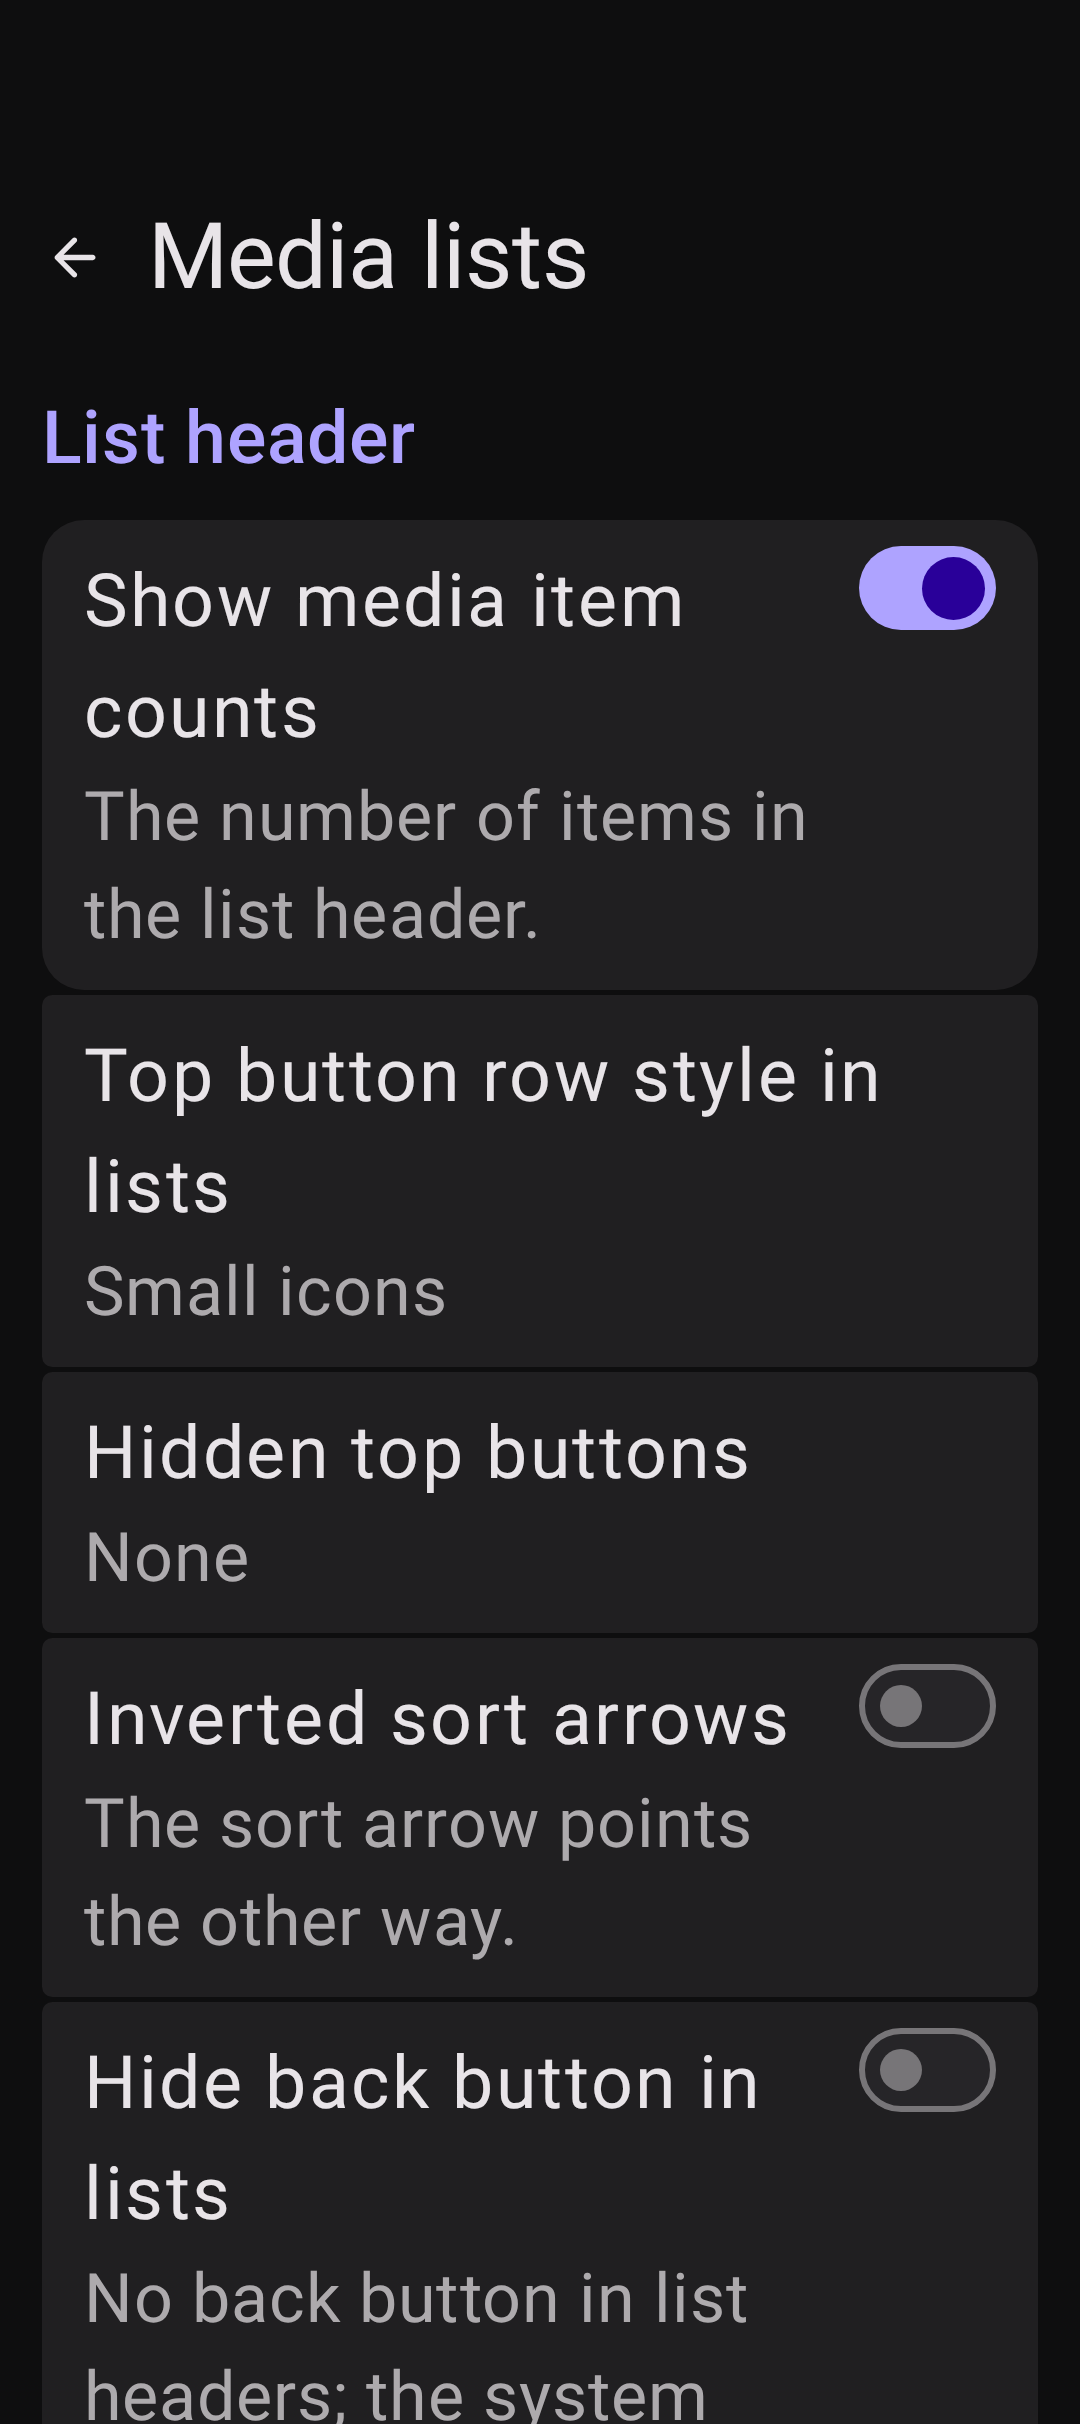 Media lists
List header
Show media item
counts
The number of items in
the list header.
Top button row style in
lists
Small icons
Hidden top buttons
None
Inverted sort arrows
The sort arrow points
the other way.
Hide back button in
lists
No back button in list
headers; the system